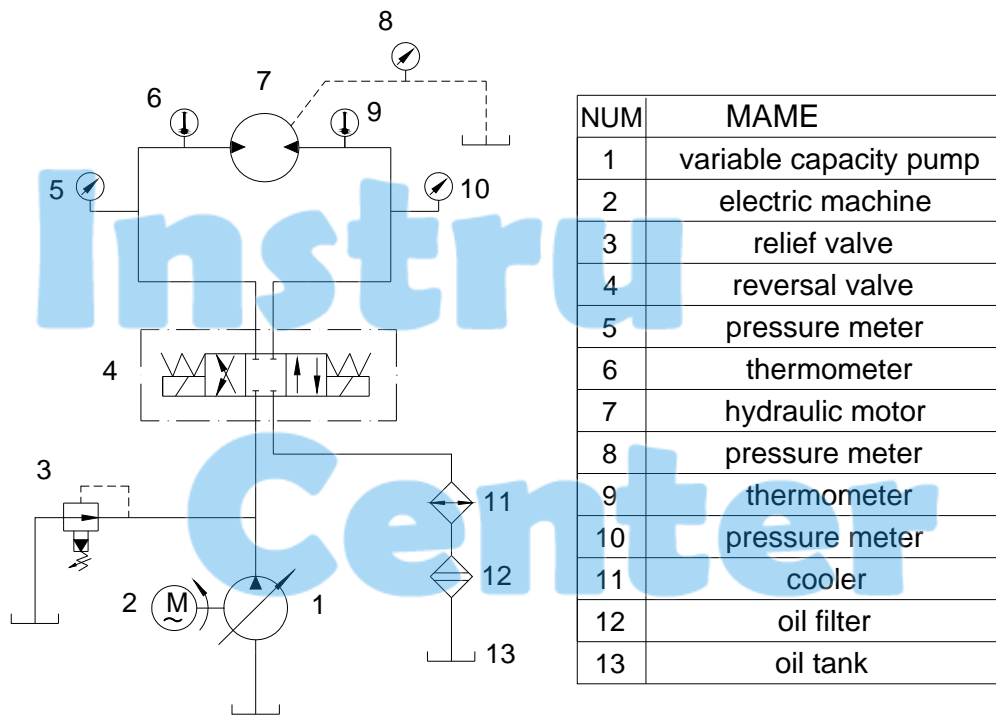 8
7
6
9
5
10
4
3
11
12
2
M
~
1
13
NUM MAME
1 variable capacity pump
2 electric machine
3 relief valve
4 reversal valve
5 pressure meter
6 thermometer
7 hydraulic motor
8 pressure meter
9 thermometer
10 pressure meter
11 cooler
12 oil filter
13 oil tank
Instru
Center